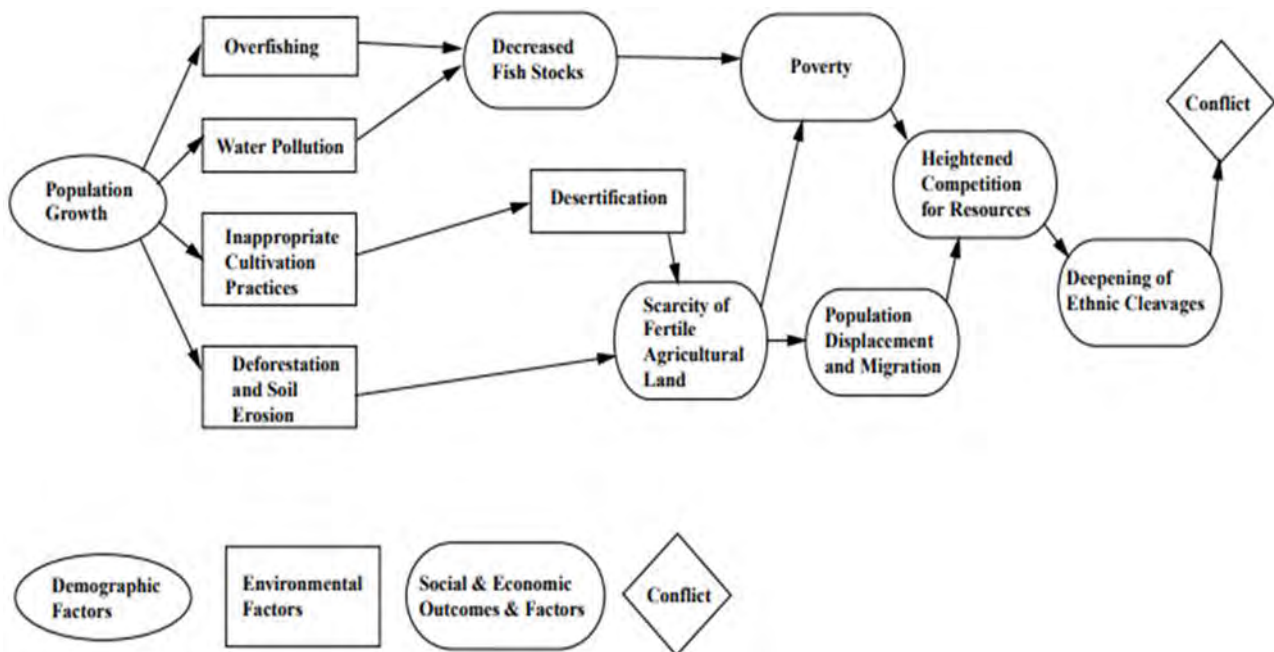 Overfishing
Decreased
Fish Stocks
Poverty
Conflict
Water Pollution
Population
Growth
Heightened
Competition
for Resources
Desertification
Inappropriate
Cultivation
Practices
Deepening of
Ethnic Cleavages
Scarcity of
Fertile
Agricultural
Land
Population
Displacement
and Migration
Deforestation
and Soil
Erosion
Demographic
Factors
Environmental
Factors
Social & Economic
Outcomes & Factors
Conflict